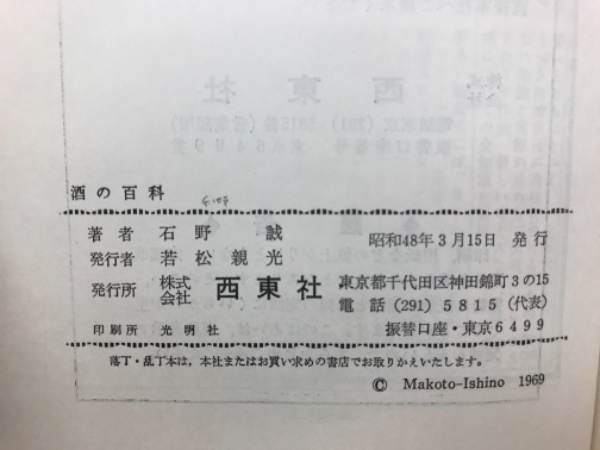 酒の百科
著者 石野 誠 昭和48年3月15日 発行
発行者 若松親光
発行所 株式会社 西東社 東京都千代田区神田錦町3の15
電話 (291) 5815 (代表)
印刷所 光明社 振替口座・東京6499
落丁・乱丁本は,本社またはお買い求めの書店でお取りかえいたします。
© Makoto-Ishino 1969